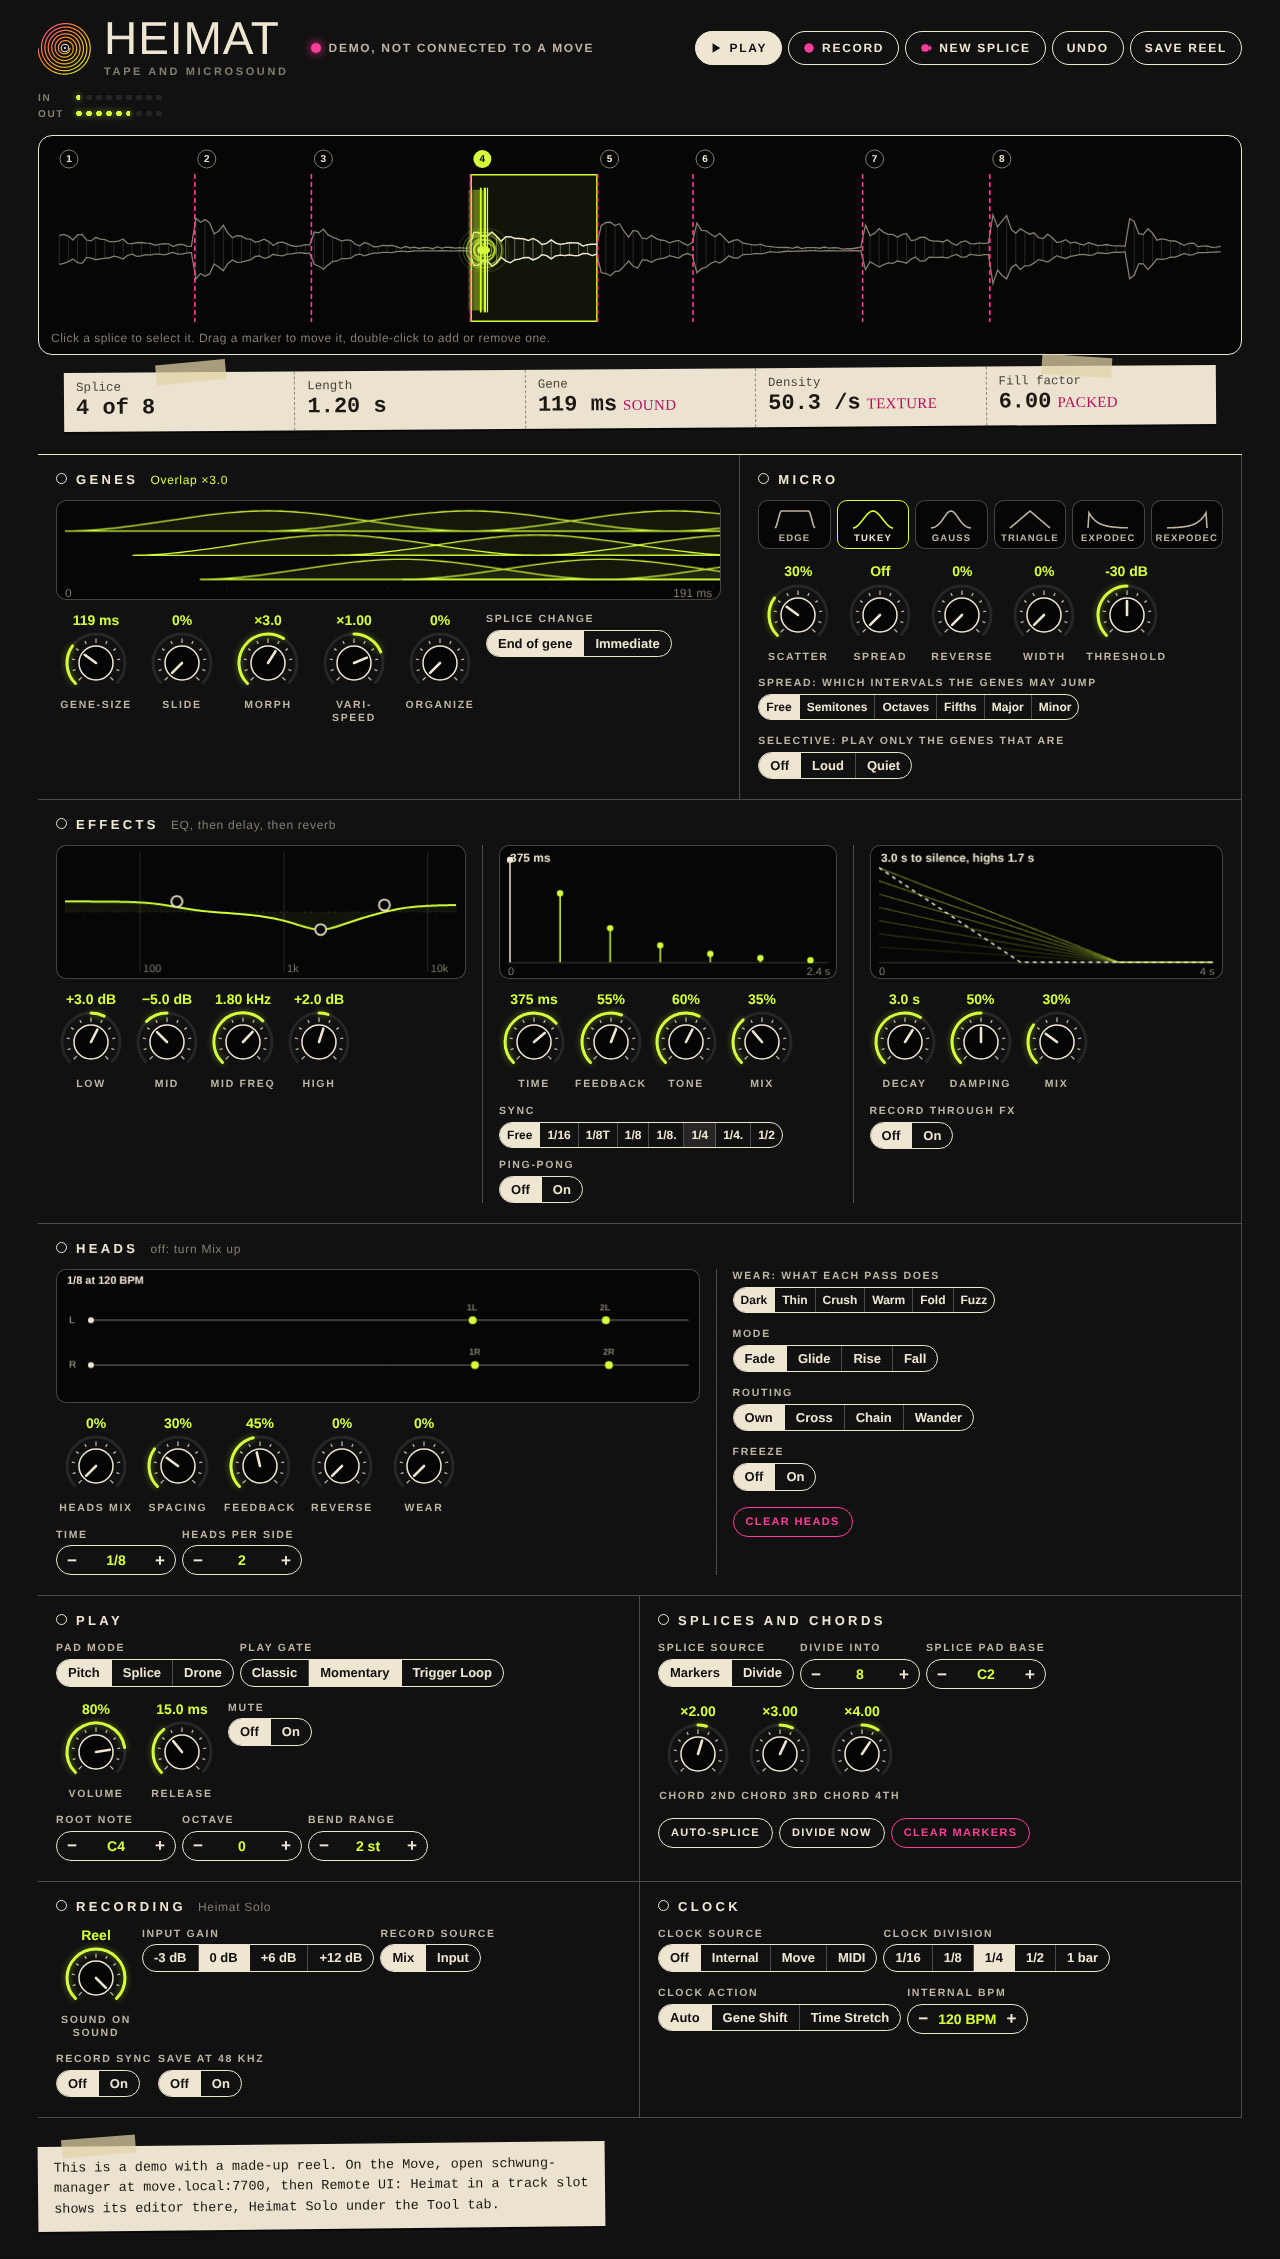 HEIMAT
TAPE AND MICROSOUND
DEMO, NOT CONNECTED TO A MOVE
PLAY
RECORD
NEW SPLICE
UNDO
SAVE REEL
IN
OUT
1 2 3 4 5 6 7 8
Click a splice to select it. Drag a marker to move it, double-click to add or remove one.
Splice
4 of 8
Length
1.20 s
Gene
119 ms SOUND
Density
50.3 /s TEXTURE
Fill factor
6.00 PACKED
GENES Overlap ×3.0
0 191 ms
119 ms 0% ×3.0 ×1.00 0%
GENE-SIZE SLIDE MORPH VARI-SPEED ORGANIZE
SPLICE CHANGE
End of gene Immediate
MICRO
EDGE TUKEY GAUSS TRIANGLE EXPODEC REXPODEC
30% Off 0% 0% -30 dB
SCATTER SPREAD REVERSE WIDTH THRESHOLD
SPREAD: WHICH INTERVALS THE GENES MAY JUMP
Free Semitones Octaves Fifths Major Minor
SELECTIVE: PLAY ONLY THE GENES THAT ARE
Off Loud Quiet
EFFECTS EQ, then delay, then reverb
100 1k 10k
+3.0 dB −5.0 dB 1.80 kHz +2.0 dB
LOW MID MID FREQ HIGH
375 ms
0 2.4 s
375 ms 55% 60% 35%
TIME FEEDBACK TONE MIX
SYNC
Free 1/16 1/8T 1/8 1/8. 1/4 1/4. 1/2
PING-PONG
Off On
3.0 s to silence, highs 1.7 s
0 4 s
3.0 s 50% 30%
DECAY DAMPING MIX
RECORD THROUGH FX
Off On
HEADS off: turn Mix up
1/8 at 120 BPM
1L 2L
L
1R 2R
R
0% 30% 45% 0% 0%
HEADS MIX SPACING FEEDBACK REVERSE WEAR
TIME HEADS PER SIDE
− 1/8 + − 2 +
WEAR: WHAT EACH PASS DOES
Dark Thin Crush Warm Fold Fuzz
MODE
Fade Glide Rise Fall
ROUTING
Own Cross Chain Wander
FREEZE
Off On
CLEAR HEADS
PLAY
PAD MODE PLAY GATE
Pitch Splice Drone Classic Momentary Trigger Loop
80% 15.0 ms
VOLUME RELEASE
MUTE
Off On
ROOT NOTE OCTAVE BEND RANGE
− C4 + − 0 + − 2 st +
SPLICES AND CHORDS
SPLICE SOURCE DIVIDE INTO SPLICE PAD BASE
Markers Divide − 8 + − C2 +
×2.00 ×3.00 ×4.00
CHORD 2ND CHORD 3RD CHORD 4TH
AUTO-SPLICE DIVIDE NOW CLEAR MARKERS
RECORDING Heimat Solo
Reel
SOUND ON
SOUND
INPUT GAIN RECORD SOURCE
-3 dB 0 dB +6 dB +12 dB Mix Input
RECORD SYNC SAVE AT 48 KHZ
Off On Off On
CLOCK
CLOCK SOURCE CLOCK DIVISION
Off Internal Move MIDI 1/16 1/8 1/4 1/2 1 bar
CLOCK ACTION INTERNAL BPM
Auto Gene Shift Time Stretch − 120 BPM +
This is a demo with a made-up reel. On the Move, open schwung-
manager at move.local:7700, then Remote UI: Heimat in a track slot
shows its editor there, Heimat Solo under the Tool tab.